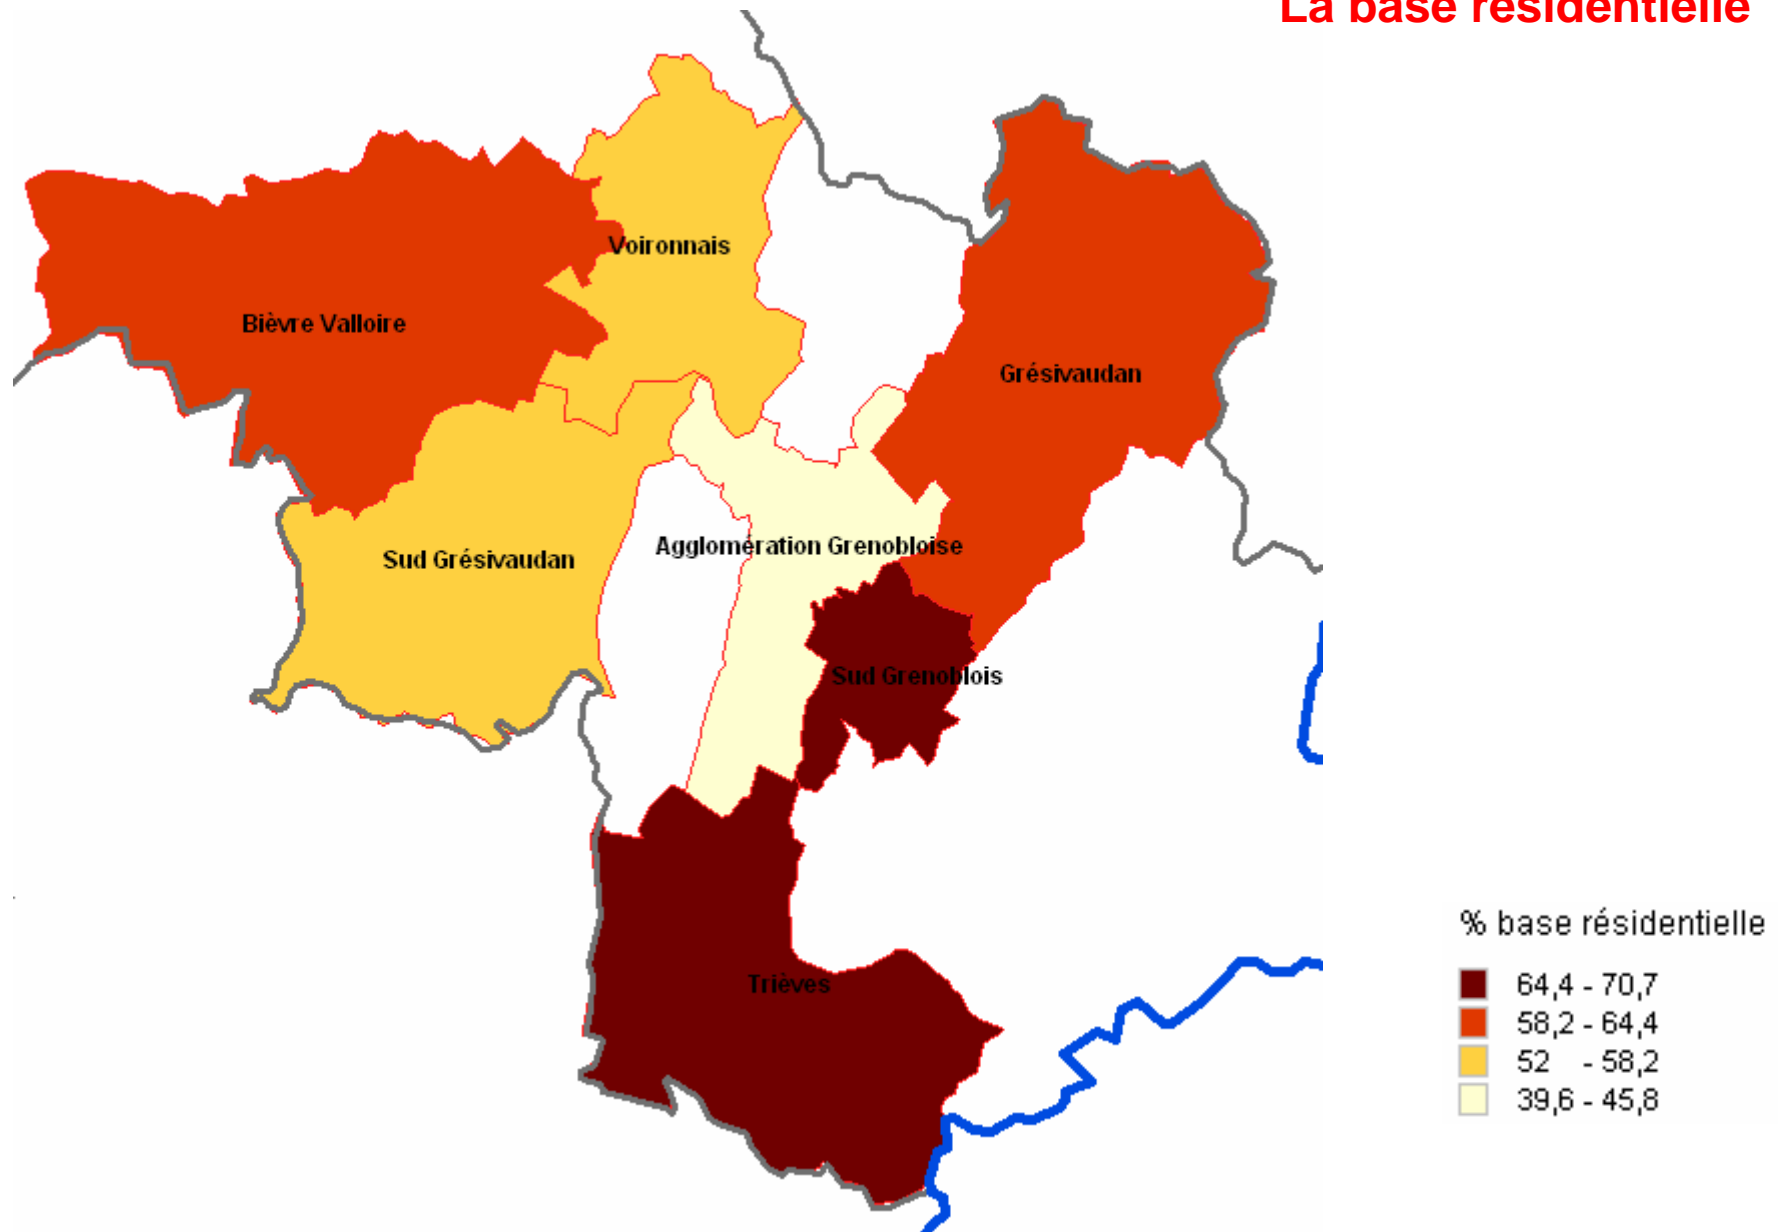 La base résidentielle
Voironnais
Bièvre Valloire
Grésivaudan
Agglomération Grenobloise
Sud Grésivaudan
Sud Grenoblois
Trièves
% base résidentielle
64,4 - 70,7
58,2 - 64,4
52 - 58,2
39,6 - 45,8